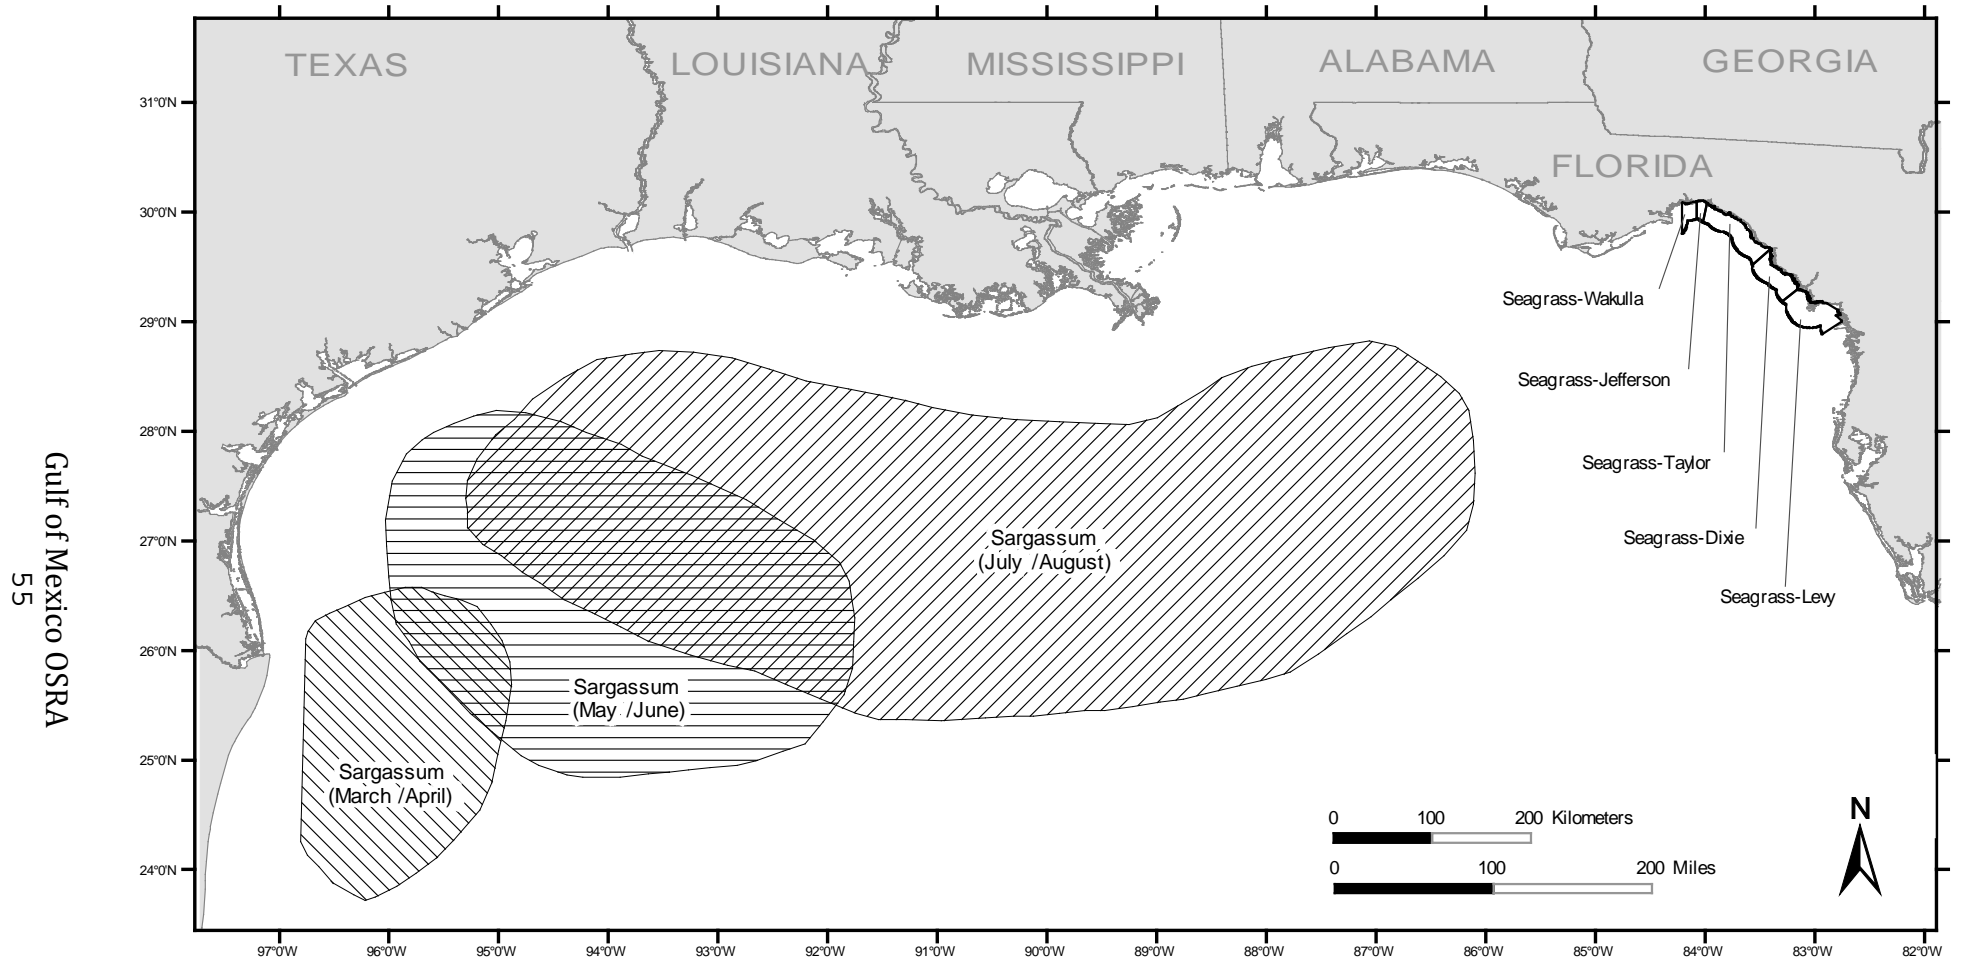 TEXAS
LOUISIANA
MISSISSIPPI
ALABAMA
GEORGIA
FLORIDA
31°0'N
30°0'N
29°0'N
28°0'N
27°0'N
26°0'N
25°0'N
24°0'N
Seagrass-Wakulla
Seagrass-Jefferson
Seagrass-Taylor
Seagrass-Dixie
Seagrass-Levy
Sargassum
(July /August)
Sargassum
(May /June)
Sargassum
(March /April)
0 100 200 Kilometers
0 100 200 Miles
N
97°0'W 96°0'W 95°0'W 94°0'W 93°0'W 92°0'W 91°0'W 90°0'W 89°0'W 88°0'W 87°0'W 86°0'W 85°0'W 84°0'W 83°0'W 82°0'W
Gulf of Mexico OSRA
55